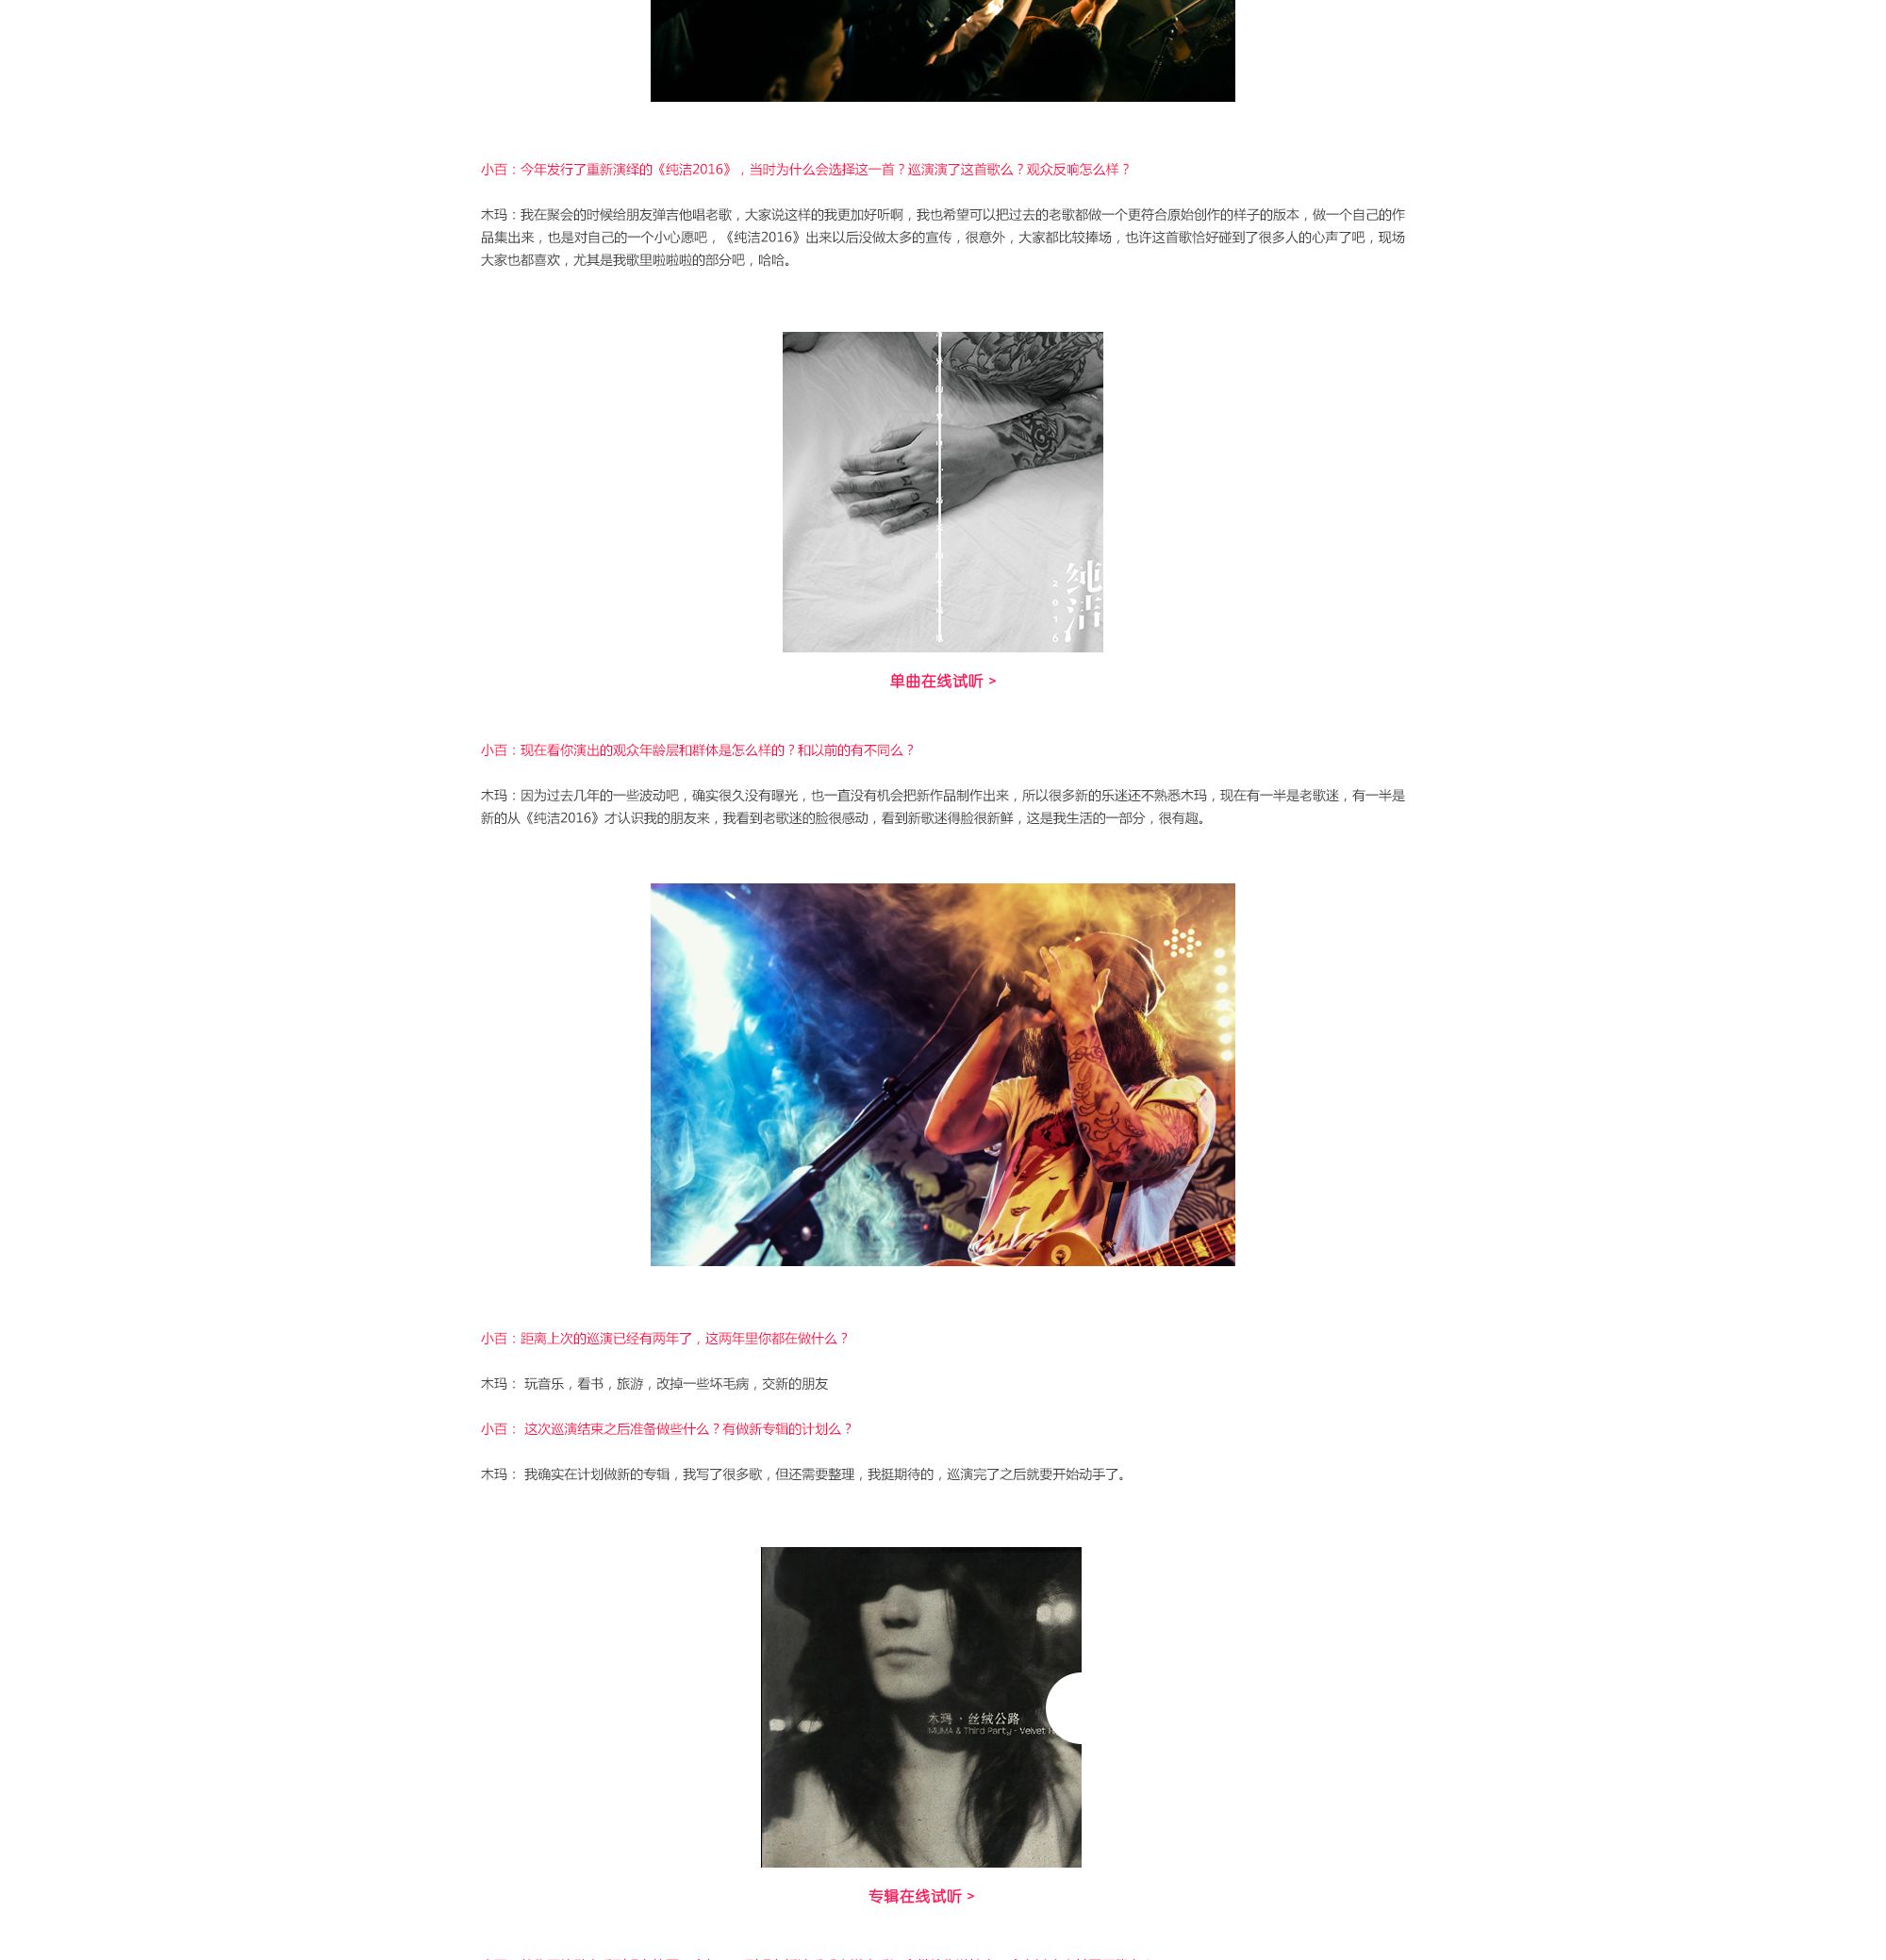 小百：今年发行了重新演绎的《纯洁2016》，当时为什么会选择这一首？巡演演了这首歌么？观众反响怎么样？
木玛：我在聚会的时候给朋友弹吉他唱老歌，大家说这样的我更加好听啊，我也希望可以把过去的老歌都做一个更符合原始创作的样子的版本，做一个自己的作
品集出来，也是对自己的一个小心愿吧，《纯洁2016》出来以后没做太多的宣传，很意外，大家都比较捧场，也许这首歌恰好碰到了很多人的心声了吧，现场
大家也都喜欢，尤其是我歌里啦啦啦的部分吧，哈哈。
纯洁
2016
单曲在线试听 >
小百：现在看你演出的观众年龄层和群体是怎么样的？和以前的有不同么？
木玛：因为过去几年的一些波动吧，确实很久没有曝光，也一直没有机会把新作品制作出来，所以很多新的乐迷还不熟悉木玛，现在有一半是老歌迷，有一半是
新的从《纯洁2016》才认识我的朋友来，我看到老歌迷的脸很感动，看到新歌迷得脸很新鲜，这是我生活的一部分，很有趣。
小百：距离上次的巡演已经有两年了，这两年里你都在做什么？
木玛： 玩音乐，看书，旅游，改掉一些坏毛病，交新的朋友
小百： 这次巡演结束之后准备做些什么？有做新专辑的计划么？
木玛： 我确实在计划做新的专辑，我写了很多歌，但还需要整理，我挺期待的，巡演完了之后就要开始动手了。
木玛 · 丝绒公路
MUMA & Third Party - Velvet
专辑在线试听 >